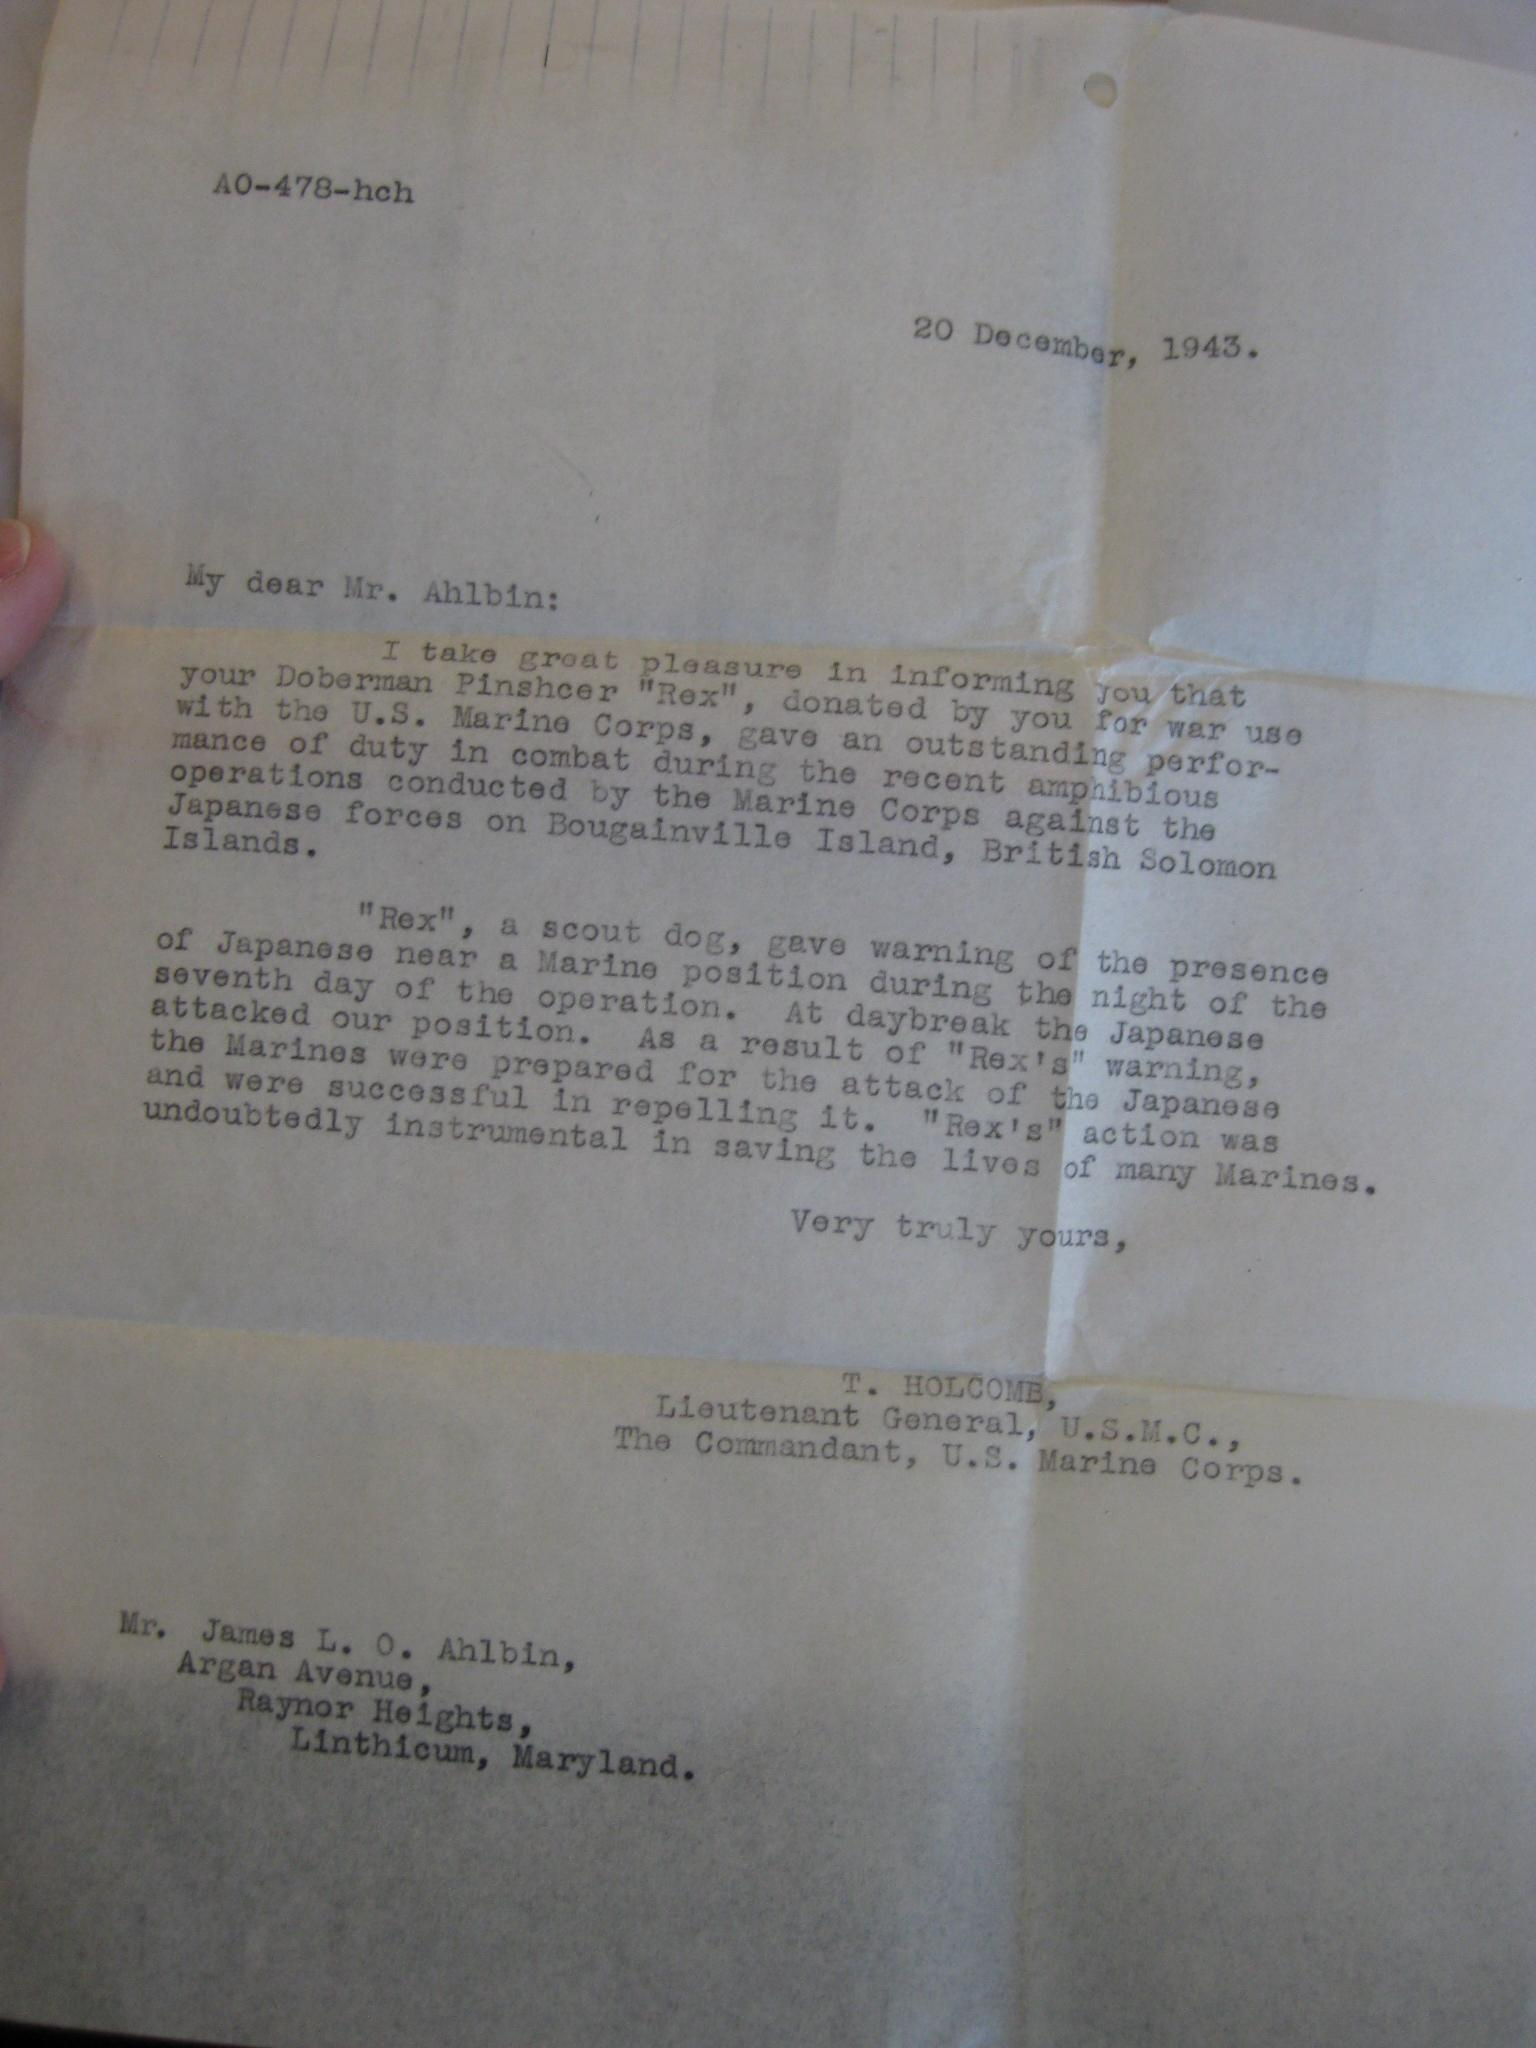 AO-478-hch
20 December, 1943.
My dear Mr. Ahlbin:
I take great pleasure in informing you that
your Doberman Pinshcer "Rex", donated by you for war use
with the U.S. Marine Corps, gave an outstanding perfor-
mance of duty in combat during the recent amphibious
operations conducted by the Marine Corps against the
Japanese forces on Bougainville Island, British Solomon
Islands.
"Rex", a scout dog, gave warning of the presence
of Japanese near a Marine position during the night of the
seventh day of the operation. At daybreak the Japanese
attacked our position. As a result of "Rex's" warning,
the Marines were prepared for the attack of the Japanese
and were successful in repelling it. "Rex's" action was
undoubtedly instrumental in saving the lives of many Marines.
Very truly yours,
T. HOLCOMB,
Lieutenant General, U.S.M.C.,
The Commandant, U.S. Marine Corps.
Mr. James L. O. Ahlbin,
Argan Avenue,
Raynor Heights,
Linthicum, Maryland.